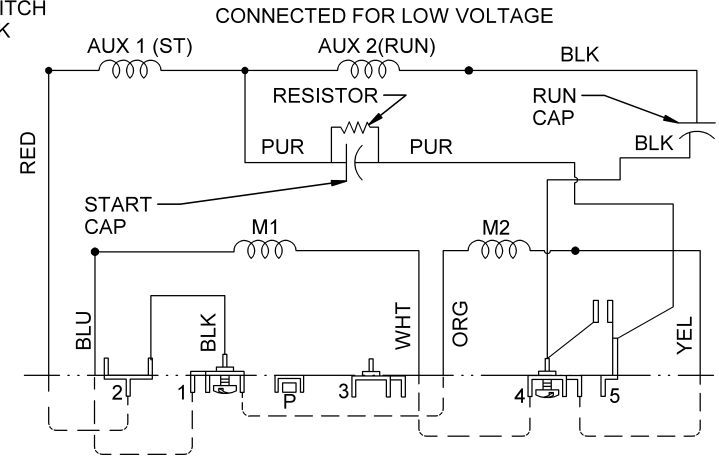 ITCH
K
CONNECTED FOR LOW VOLTAGE
AUX 1 (ST)
AUX 2(RUN)
BLK
RESISTOR
RUN
CAP
RED
PUR
PUR
BLK
START
CAP
M1
M2
BLU
BLK
WHT
ORG
YEL
2
1
P
3
4
5